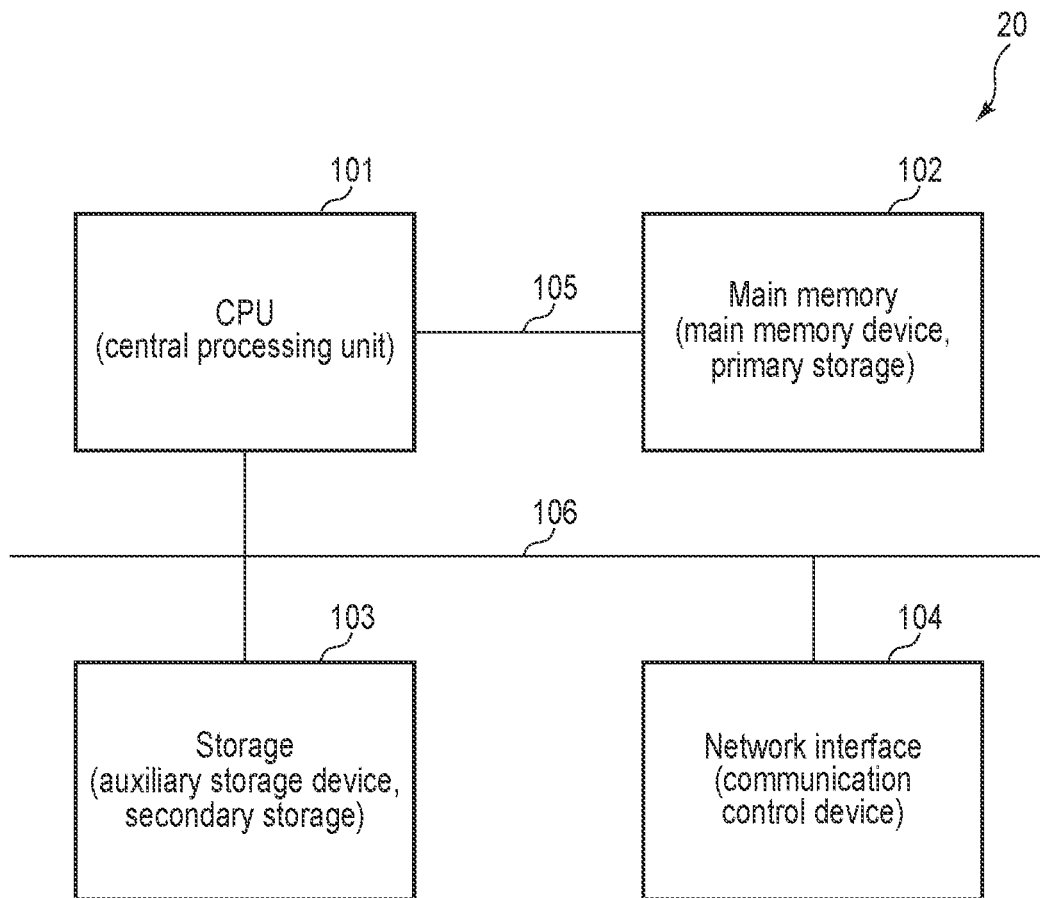 20
101
102
CPU
(central processing unit)
105
Main memory
(main memory device,
primary storage)
106
103
104
Storage
(auxiliary storage device,
secondary storage)
Network interface
(communication
control device)